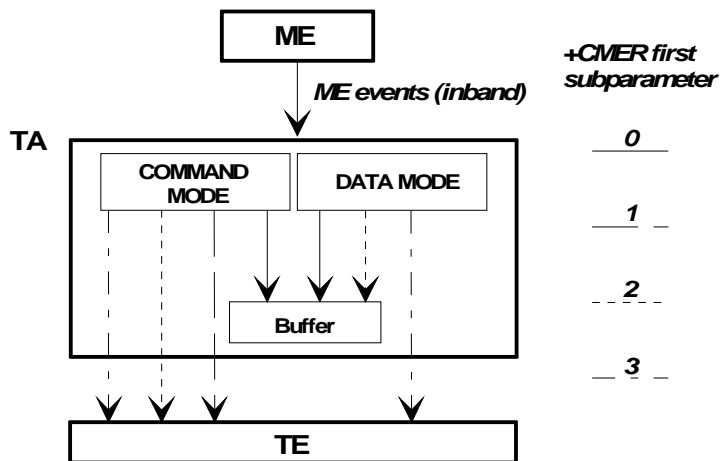 ME
+CMER first
subparameter
ME events (inband)
TA
0
COMMAND
MODE
DATA MODE
1
2
Buffer
3
TE